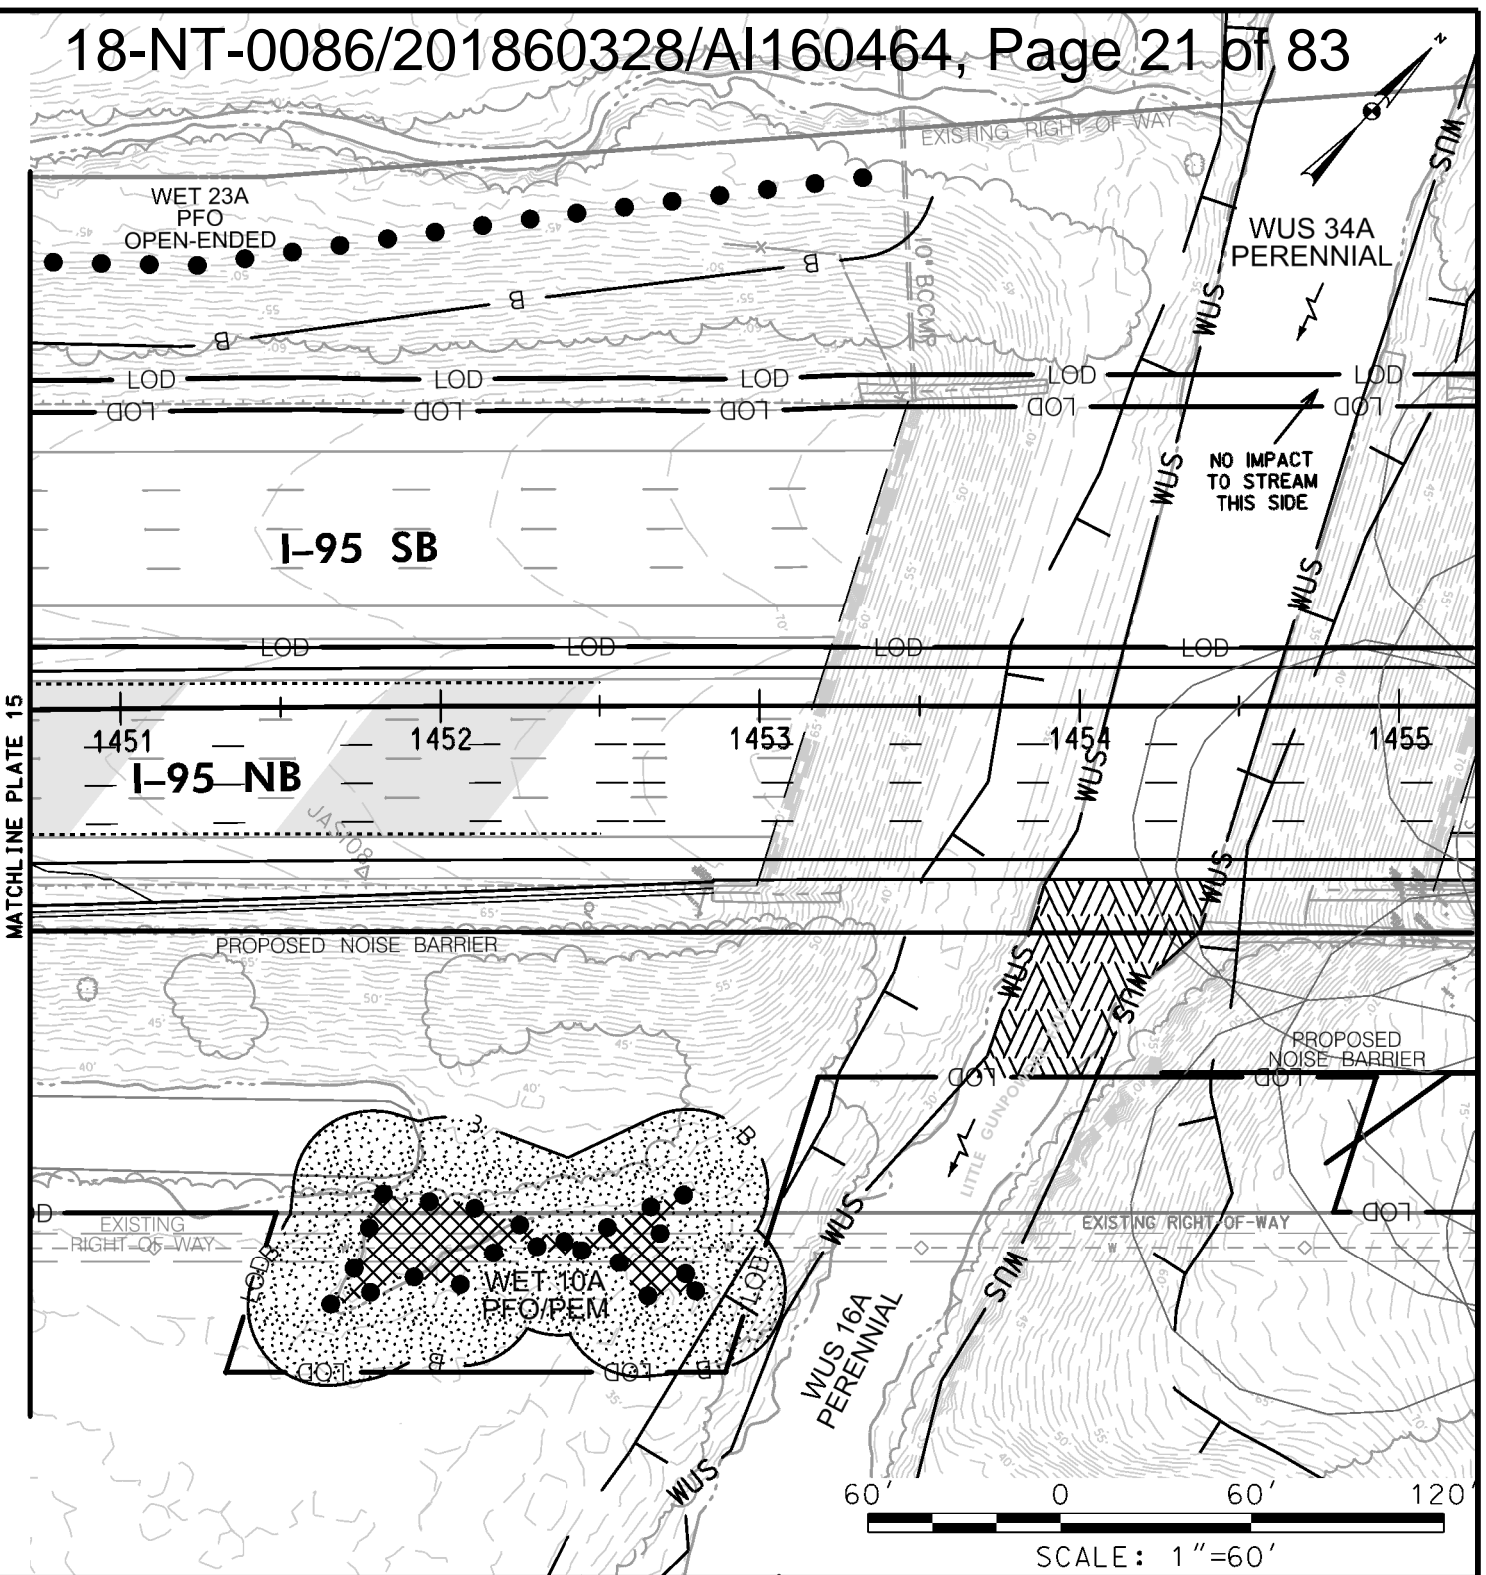 18-NT-0086/201860328/AI160464, Page 21 of 83
N
EXISTING RIGHT-OF-WAY
WUS
WET 23A
PFO
OPEN-ENDED
WUS 34A
PERENNIAL
10" BCCMP
B
B
B
WUS
LOD LOD LOD LOD LOD
LOD LOD LOD LOD LOD
NO IMPACT
TO STREAM
THIS SIDE
WUS
I-95 SB
WUS
LOD LOD LOD LOD
MATCHLINE PLATE 15
1451 1452 1453 1454 1455
I-95 NB
WUS
JAS108
WUS
PROPOSED NOISE BARRIER
WUS
WUS
PROPOSED
NOISE BARRIER
LOD LOD
LITTLE GUNPOWDER
B
EXISTING
RIGHT-OF-WAY
EXISTING RIGHT-OF-WAY
LOD
WUS
LOD
LOD
WET 10A
PFO/PEM
WUS
WUS 16A
PERENNIAL
LOD B LOD B
WUS
60' 0 60' 120'
SCALE: 1"=60'